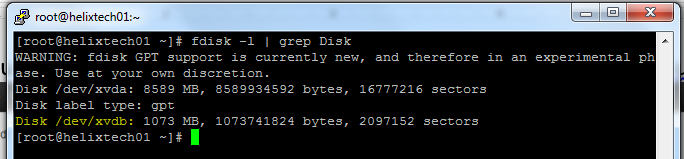 root@helixtech01:~
[root@helixtech01 ~]# fdisk -l | grep Disk
WARNING: fdisk GPT support is currently new, and therefore in an experimental ph
ase. Use at your own discretion.
Disk /dev/xvda: 8589 MB, 8589934592 bytes, 16777216 sectors
Disk label type: gpt
Disk /dev/xvdb: 1073 MB, 1073741824 bytes, 2097152 sectors
[root@helixtech01 ~]#